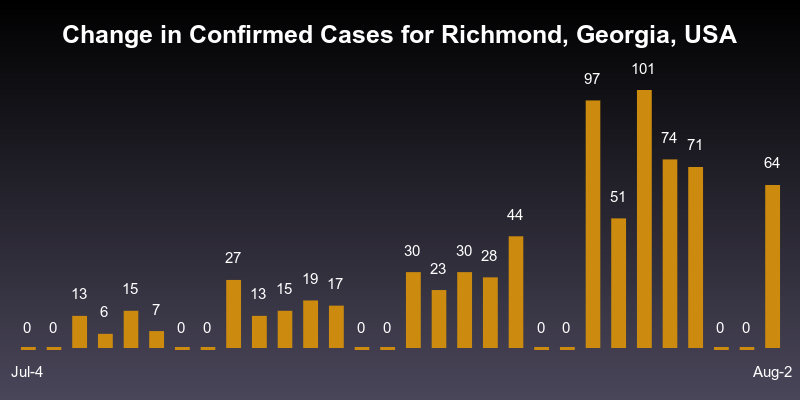 Change in Confirmed Cases for Richmond, Georgia, USA
0 0 13 6 15 7 0 0 27 13 15 19 17 0 0 30 23 30 28 44 0 0 97 51 101 74 71 0 0 64
Jul-4 Aug-2